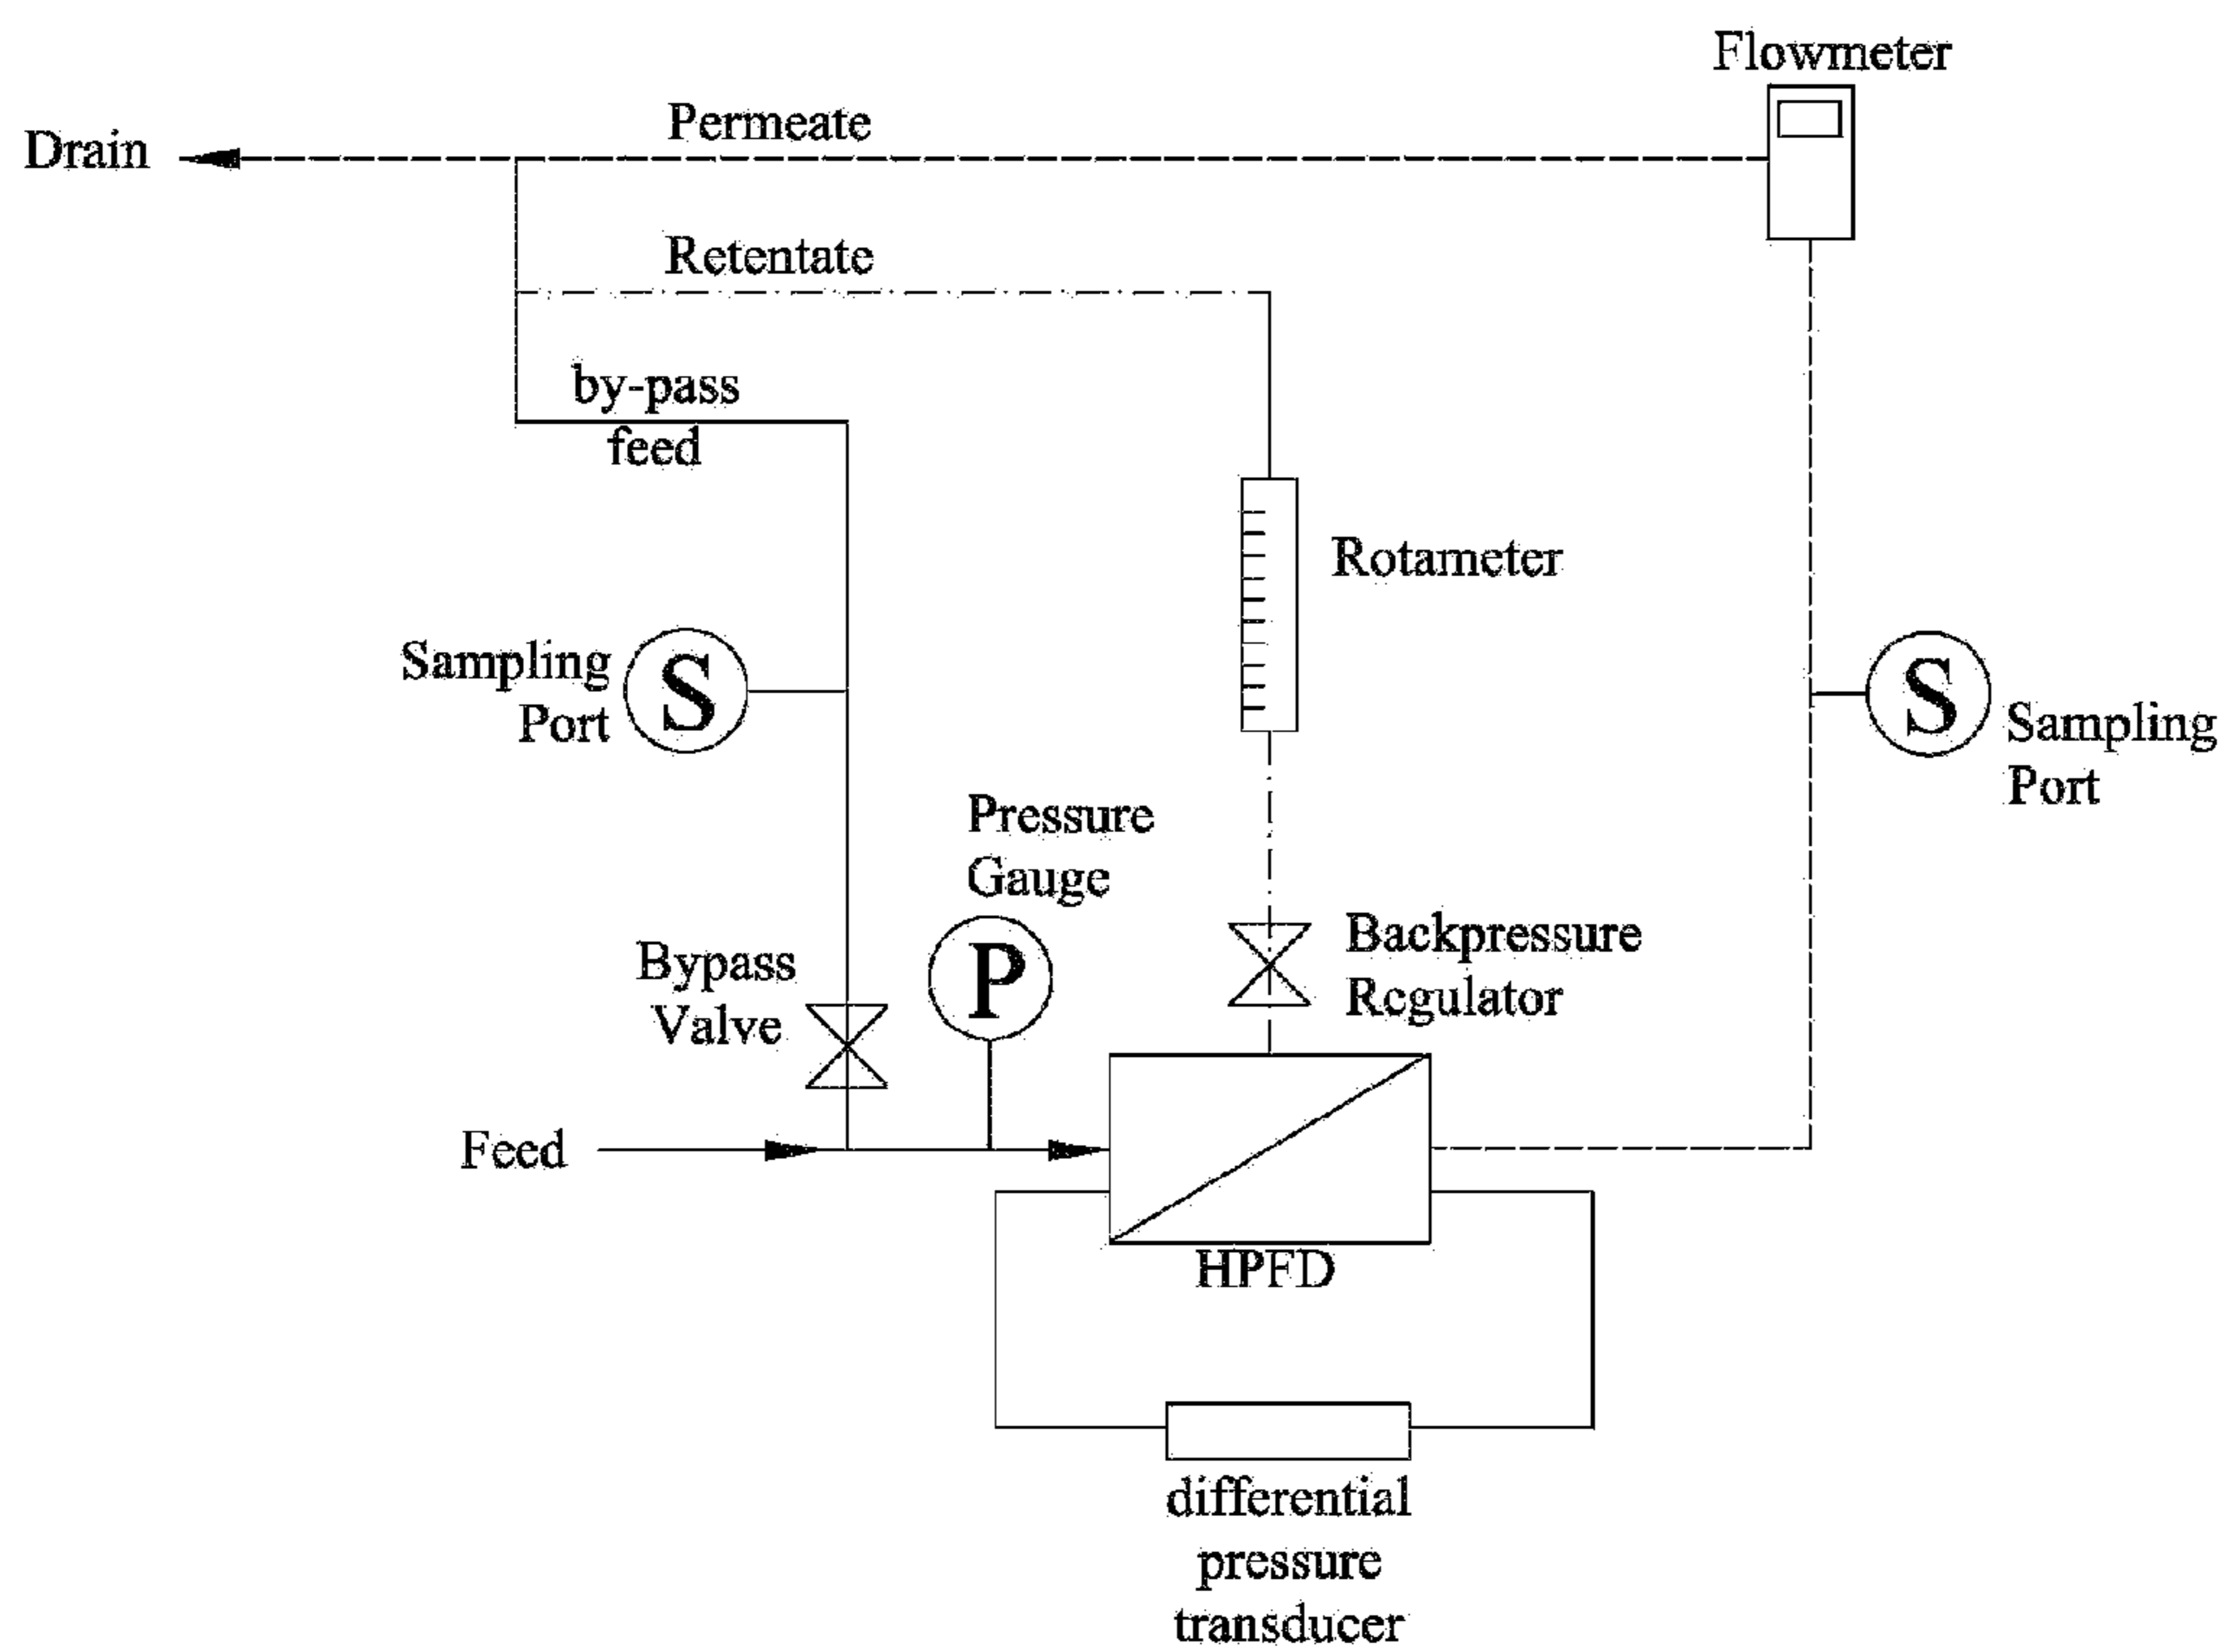 Flowmeter
Permeate
Drain
Retentate
by-pass
feed
Rotameter
Sampling
Port
S
S
Sampling
Port
Pressure
Gauge
P
Backpressure
Regulator
Bypass
Valve
Feed
HPFD
differential
pressure
transducer